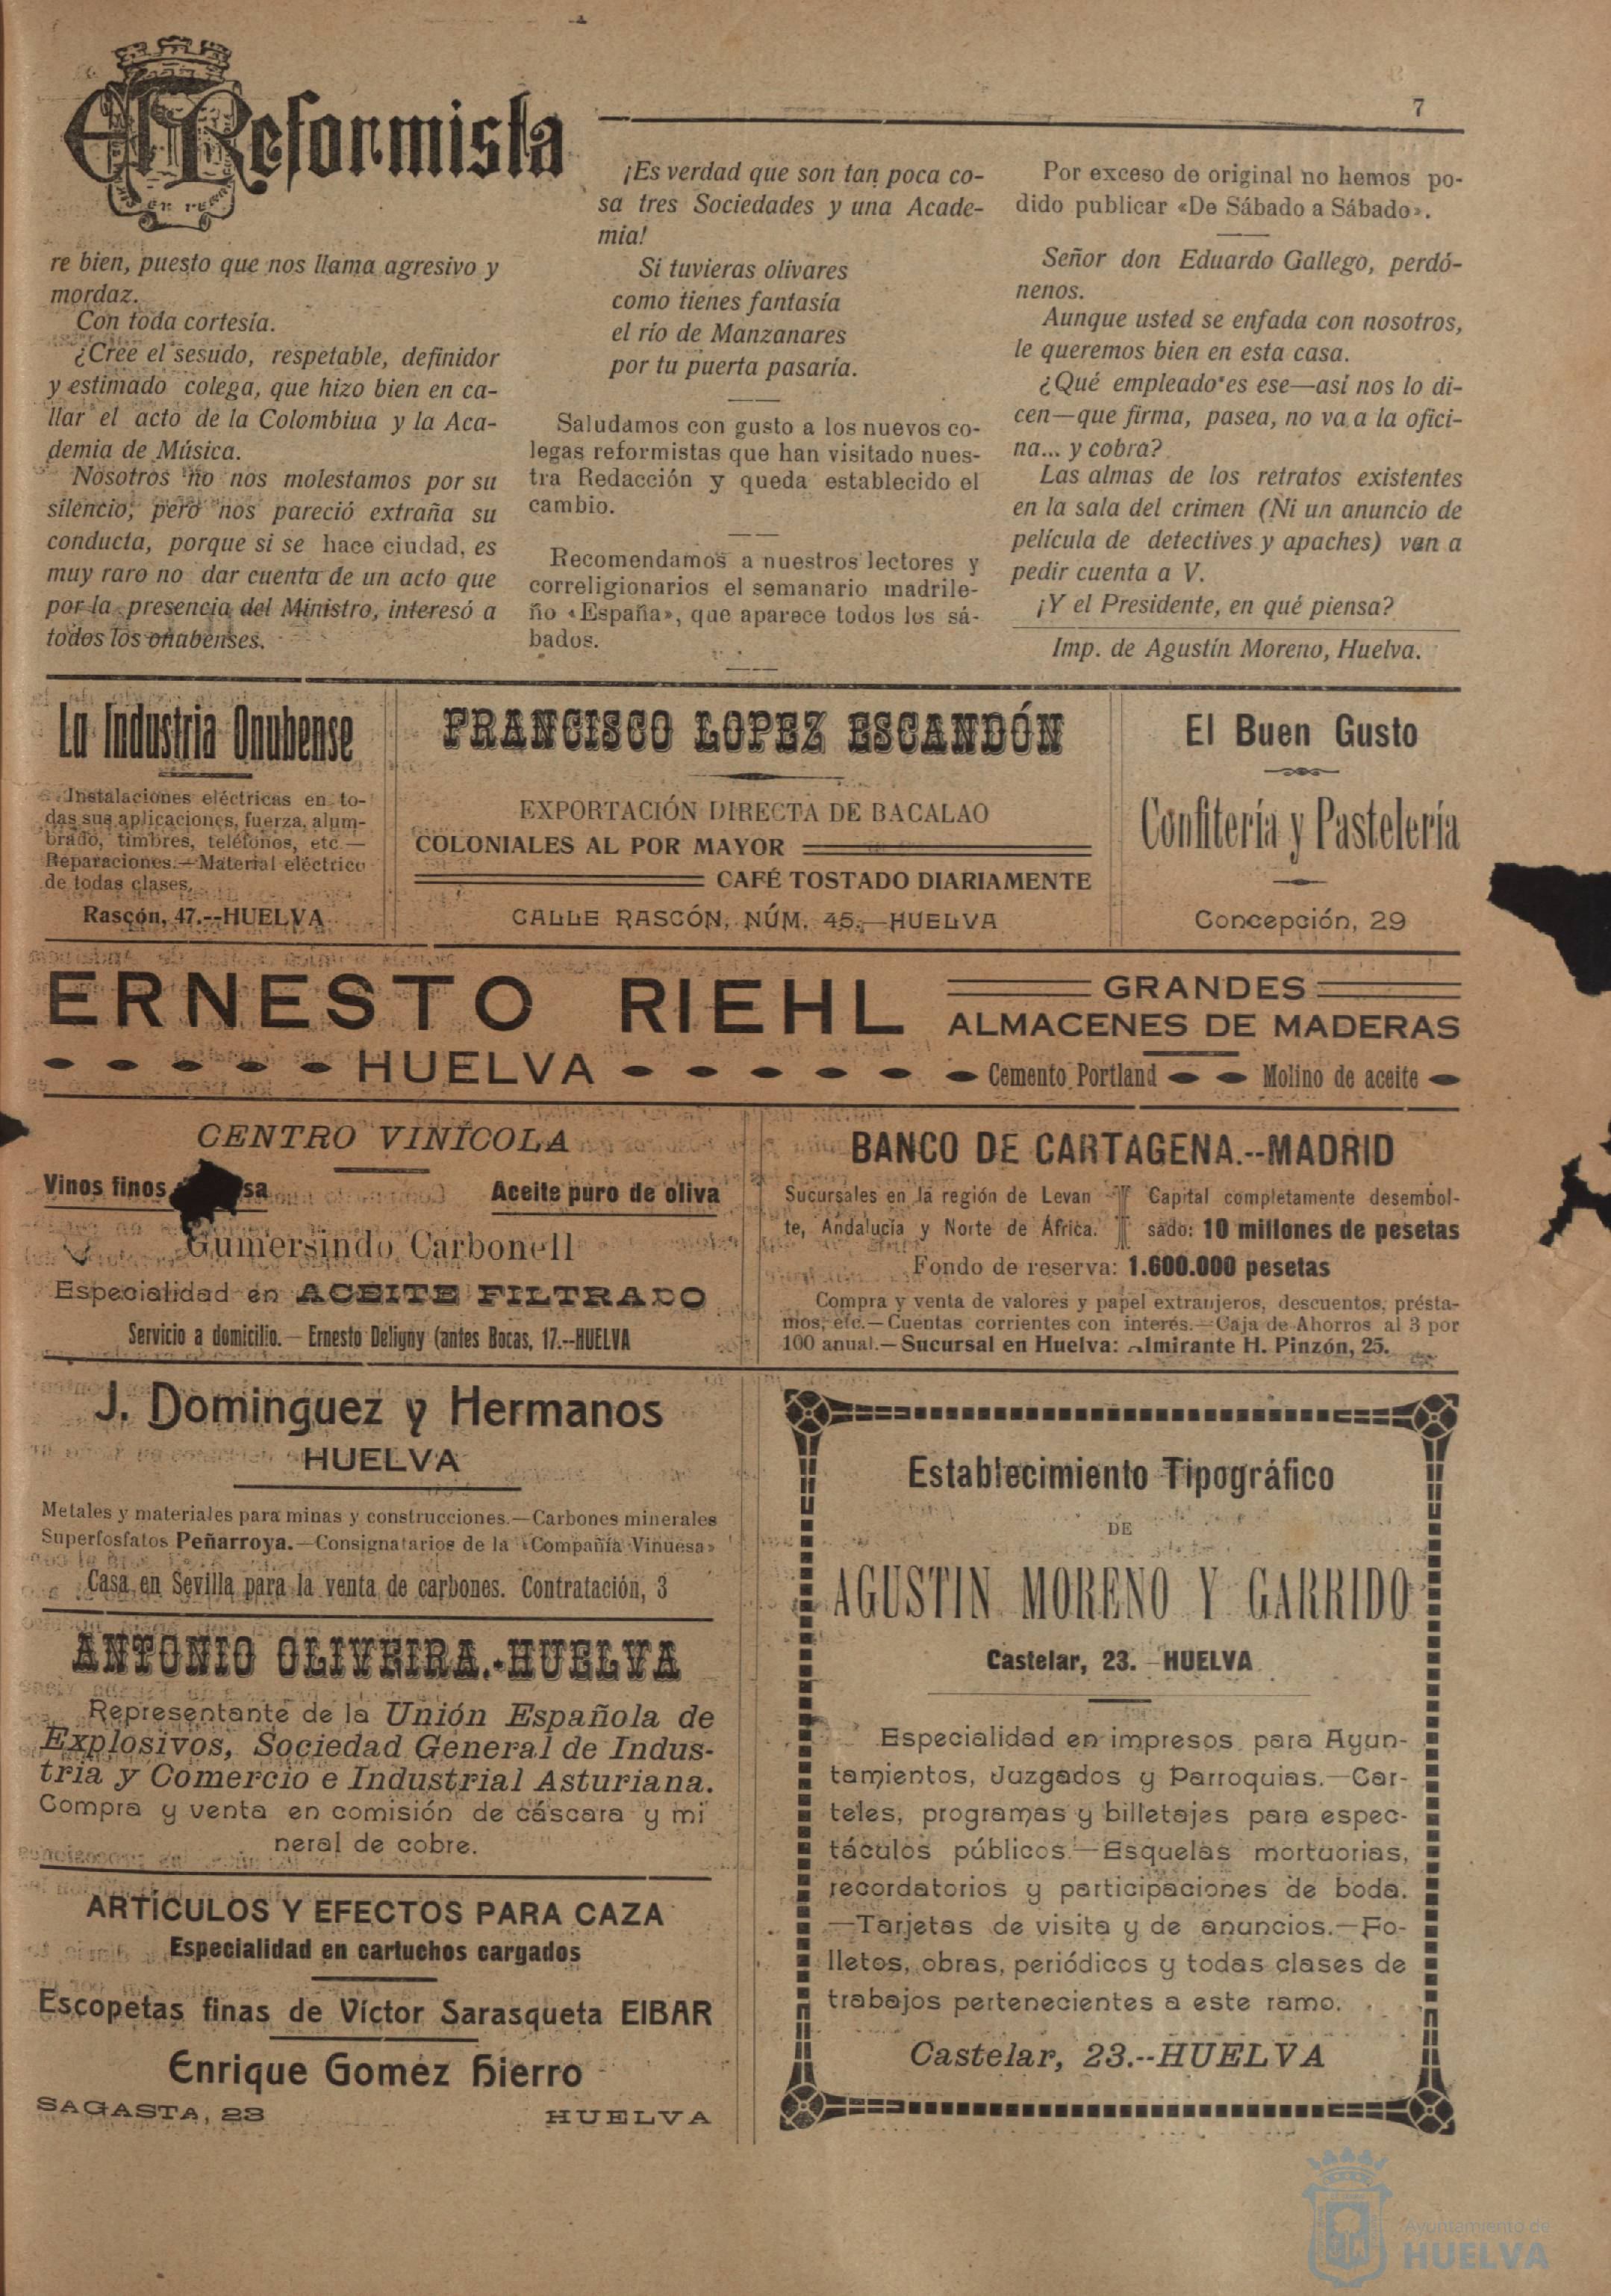 El Reformista
7
re bien, puesto que nos llama agresivo y
mordaz.
Con toda cortesía.
¿Cree el sesudo, respetable, definidor
y estimado colega, que hizo bien en ca-
llar el acto de la Colombiua y la Aca-
demia de Música.
Nosotros no nos molestamos por su
silencio, pero nos pareció extraña su
conducta, porque si se hace ciudad, es
muy raro no dar cuenta de un acto que
por la presencia del Ministro, interesó a
todos los onubenses.
¡Es verdad que son tan poca co-
sa tres Sociedades y una Acade-
mia!
Si tuvieras olivares
como tienes fantasía
el río de Manzanares
por tu puerta pasaría.
Saludamos con gusto a los nuevos co-
legas reformistas que han visitado nues-
tra Redacción y queda establecido el
cambio.
Recomendamos a nuestros lectores y
correligionarios el semanario madrile-
ño «España», que aparece todos los sá-
bados.
Por exceso de original no hemos po-
dido publicar «De Sábado a Sábado».
Señor don Eduardo Gallego, perdó-
nenos.
Aunque usted se enfada con nosotros,
le queremos bien en esta casa.
¿Qué empleado es ese—así nos lo di-
cen—que firma, pasea, no va a la ofici-
na... y cobra?
Las almas de los retratos existentes
en la sala del crimen (Ni un anuncio de
película de detectives y apaches) van a
pedir cuenta a V.
¡Y el Presidente, en qué piensa?
Imp. de Agustín Moreno, Huelva.
La Industria Onubense
Instalaciones eléctricas en to-
das sus aplicaciones, fuerza, alum-
brado, timbres, teléfonos, etc.—
Reparaciones.—Material eléctrico
de todas clases.
Rascón, 47.--HUELVA
FRANCISCO LOPEZ ESCANDÓN
EXPORTACIÓN DIRECTA DE BACALAO
COLONIALES AL POR MAYOR
CAFÉ TOSTADO DIARIAMENTE
CALLE RASCÓN, NÚM. 45.—HUELVA
El Buen Gusto
Confitería y Pastelería
Concepción, 29
ERNESTO RIEHL
HUELVA
GRANDES
ALMACENES DE MADERAS
Cemento Portland
Molino de aceite
CENTRO VINÍCOLA
Vinos finos
sa
Aceite puro de oliva
Gumersindo Carbonell
Especialidad en ACEITE FILTRADO
Servicio a domicilio.— Ernesto Deligny (antes Bocas, 17.--HUELVA
BANCO DE CARTAGENA.--MADRID
Sucursales en la región de Levan
te, Andalucía y Norte de África.
Capital completamente desembol-
sado: 10 millones de pesetas
Fondo de reserva: 1.600.000 pesetas
Compra y venta de valores y papel extranjeros, descuentos, présta-
mos, etc.—Cuentas corrientes con interés.—Caja de Ahorros al 3 por
100 anual.—Sucursal en Huelva: Almirante H. Pinzón, 25.
J. Dominguez y Hermanos
HUELVA
Metales y materiales para minas y construcciones.—Carbones minerales
Superfosfatos Peñarroya.—Consignatarios de la «Compañía Vinuesa»
Casa en Sevilla para la venta de carbones. Contratación, 3
ANTONIO OLIVEIRA.-HUELVA
Representante de la Unión Española de
Explosivos, Sociedad General de Indus-
tria y Comercio e Industrial Asturiana.
Compra y venta en comisión de cáscara y mi
neral de cobre.
ARTÍCULOS Y EFECTOS PARA CAZA
Especialidad en cartuchos cargados
Escopetas finas de Víctor Sarasqueta EIBAR
Enrique Gomez Hierro
SAGASTA, 23
HUELVA
Establecimiento Tipográfico
DE
AGUSTIN MORENO Y GARRIDO
Castelar, 23.—HUELVA
Especialidad en impresos para Ayun-
tamientos, Juzgados y Parroquias.—Car-
teles, programas y billetajes para espec-
táculos públicos.—Esquelas mortuorias,
recordatorios y participaciones de boda.
—Tarjetas de visita y de anuncios.—Fo-
lletos, obras, periódicos y todas clases de
trabajos pertenecientes a este ramo.
Castelar, 23.--HUELVA
Ayuntamiento de
HUELVA